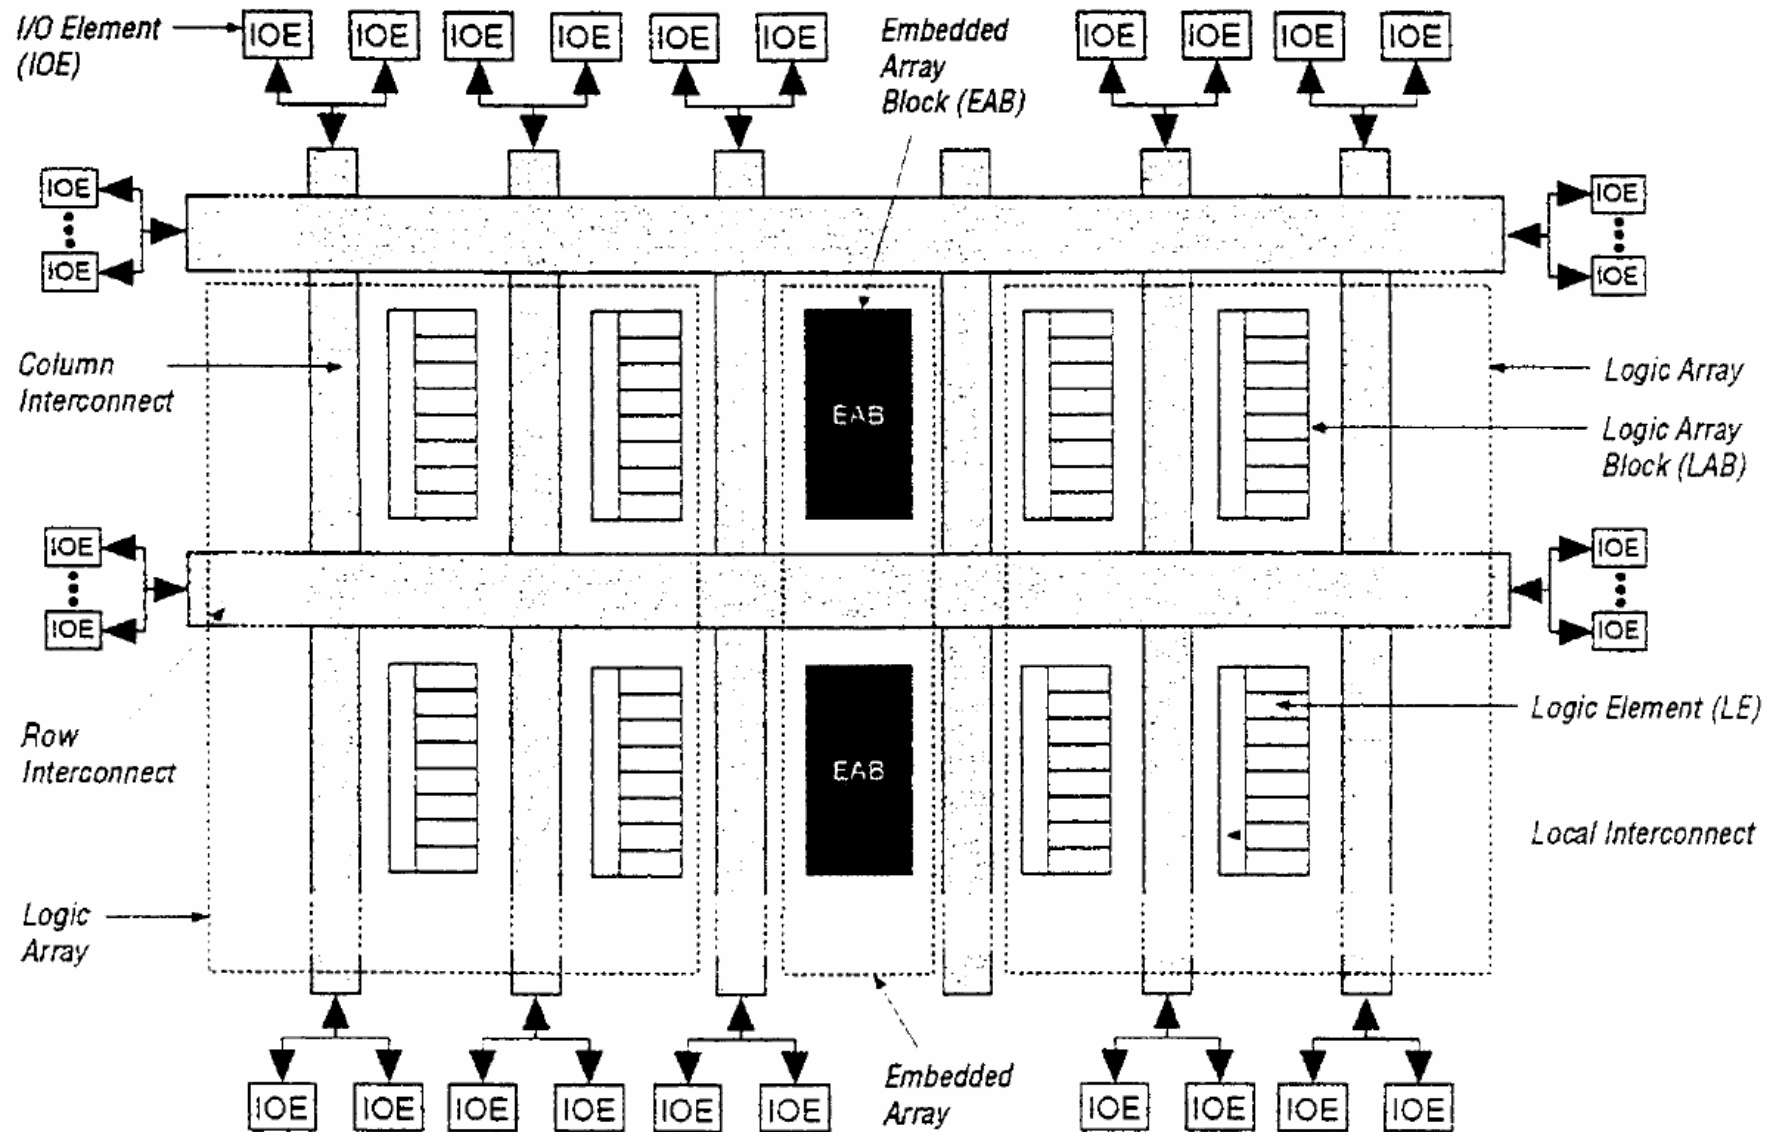 I/O Element
(IOE)
IOE IOE IOE IOE IOE IOE
Embedded
Array
Block (EAB)
IOE IOE IOE IOE
IOE
IOE
IOE
IOE
Column
Interconnect
EAB
Logic Array
Logic Array
Block (LAB)
IOE
IOE
IOE
IOE
Row
Interconnect
EAB
Logic Element (LE)
Local Interconnect
Logic
Array
Embedded
Array
IOE IOE IOE IOE IOE IOE
IOE IOE IOE IOE